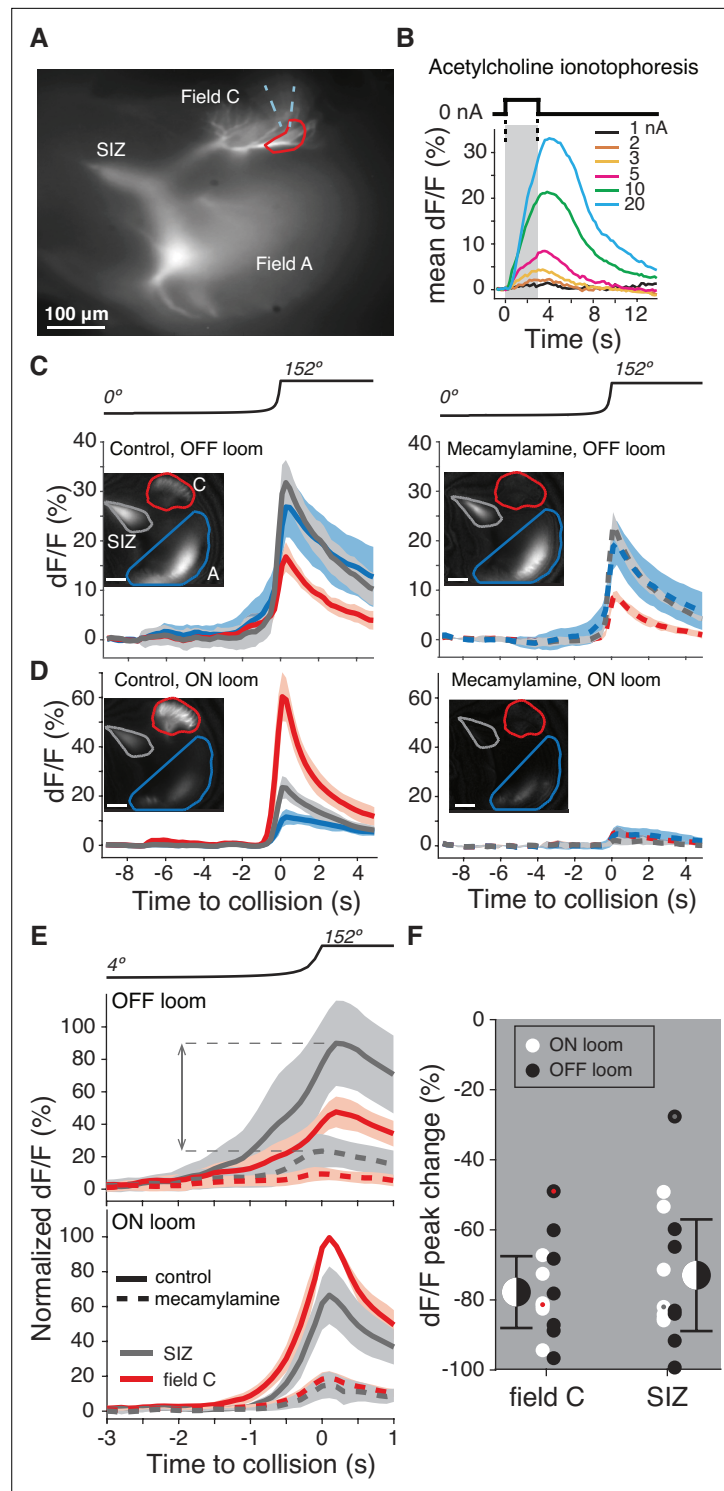 A
Field C
SIZ
Field A
100 µm
B
Acetylcholine ionotophoresis
0 nA
1 nA
2
3
5
10
20
mean dF/F (%)
30
20
10
0
0 4 8 12
Time (s)
C
0º
152º
0º
152º
Control, OFF loom
Mecamylamine, OFF loom
dF/F (%)
40
30
20
10
0
C
SIZ
A
D
Control, ON loom
Mecamylamine, ON loom
dF/F (%)
60
40
20
0
-8 -6 -4 -2 0 2 4
-8 -6 -4 -2 0 2 4
Time to collision (s)
Time to collision (s)
E
4º
152º
OFF loom
100
80
60
40
20
0
Normalized dF/F (%)
ON loom
100
80
60
40
20
0
control
mecamylamine
SIZ
field C
-3 -2 -1 0 1
Time to collision (s)
F
ON loom
OFF loom
dF/F peak change (%)
0
-20
-40
-60
-80
-100
field C SIZ